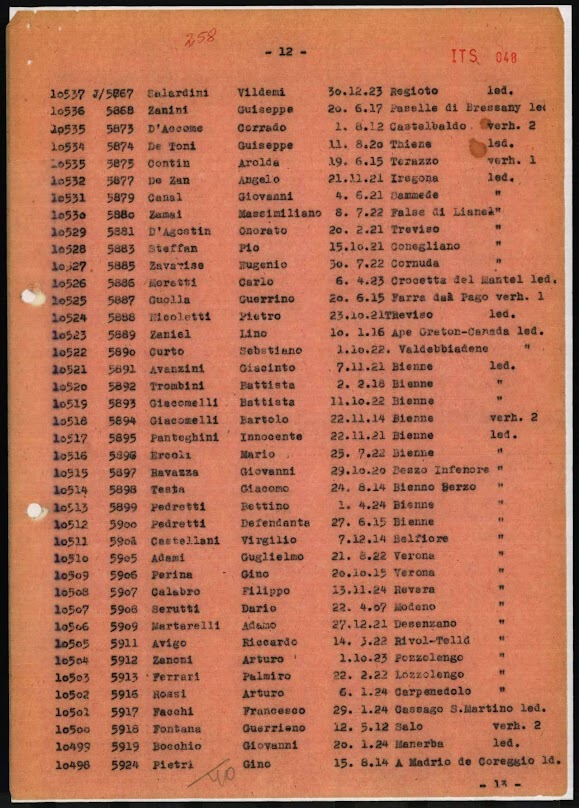 258
- 12 -
ITS 048
10537 J/5867 Salardini Vildemi 30.12.23 Regioto led.
10536 5868 Zanini Guiseppe 20. 6.17 Paselle di Bressany led
10535 5873 D'Accome Corrado 1. 8.12 Castelbaldo verh. 2
10534 5874 De Toni Guiseppe 11. 8.20 Thiene led.
10533 5875 Contin Arolda 19. 6.15 Terazzo verh. 1
10532 5877 De Zan Angelo 21.11.21 Iregona led.
10531 5879 Canal Giovanni 4. 6.21 Sammede "
10530 5880 Zamai Massimiliano 8. 7.22 False di Lianel"
10529 5881 D'Agostin Onorato 20. 2.21 Treviso "
10528 5883 Steffan Pio 15.10.21 Conegliano "
10527 5885 Zavarise Eugenio 30. 7.22 Cornuda "
10526 5886 Moratti Carlo 6. 4.23 Crocetta del Mantel led.
10525 5887 Guolla Guerrino 20. 6.15 Farra daà Pago verh. 1
10524 5888 Nicoletti Pietro 23.10.21Treviso led.
10523 5889 Zaniel Lino 10. 1.16 Ape Greton-Canada led.
10522 5890 Curto Sebatiano 1.10.22. Valdebbiadene "
10521 5891 Avanzini Giacinto 7.11.21 Bienne led.
10520 5892 Trombini Battista 2. 2.18 Bienne "
10519 5893 Giacomelli Battista 11.10.22 Bienne "
10518 5894 Giacomelli Bartolo 22.11.14 Bienne verh. 2
10517 5895 Panteghini Innocente 22.11.21 Bienne led.
10516 5896 Ercoli Mario 25. 7.22 Bienne "
10515 5897 Ravazza Giovanni 29.10.20 Bezzo Infenore "
10514 5898 Testa Giacomo 24. 8.14 Bienno Berzo "
10513 5899 Pedretti Bettino 1. 4.24 Bienne "
10512 5900 Pedretti Defendante 27. 6.15 Bienne "
10511 Castellani Virgilio 7.12.14 Belfiore "
10510 5905 Adami Guglielmo 21. 8.22 Verona "
10509 5906 Perina Gino 20.10.15 Verona "
10508 5907 Calabro Filippo 13.11.24 Revera "
10507 5908 Serutti Dario 22. 4.07 Modeno "
10506 5909 Martarelli Adamo 27.12.21 Desenzano "
10505 5911 Avigo Riccardo 14. 3.22 Rivol-Telld "
10504 5912 Zanoni Arturo 1.10.23 Pozzolengo "
10503 5913 Ferrari Palmiro 22. 2.22 Lozzolengo "
10502 5916 Rossi Arturo 6. 1.24 Carpenedolo "
10501 5917 Facchi Francesco 29. 1.24 Cassago S.Martino led.
10500 5918 Fontana Guerrieno 12. 5.12 Salo verh. 2
10499 5919 Bocchio Giovanni 20. 1.24 Manerba led.
10498 5924 Pietri Gino 15. 8.14 A Madrio de Coreggio ld.
- 13 -